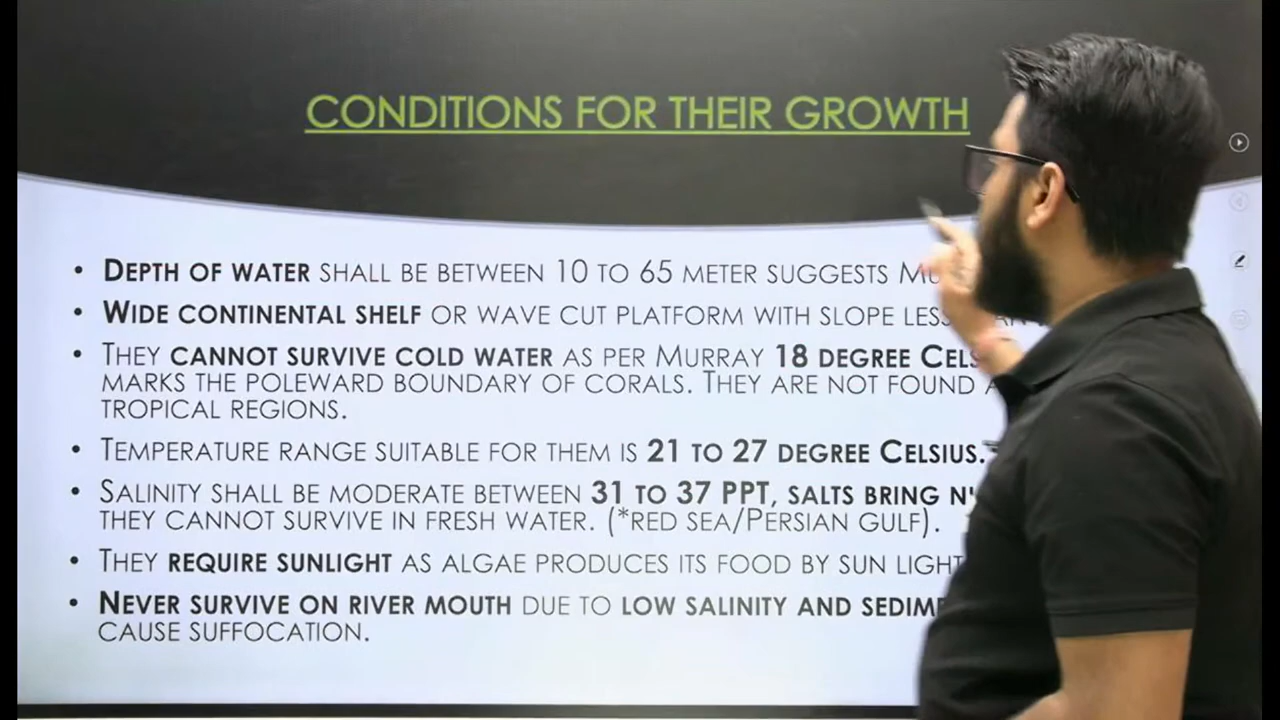 CONDITIONS FOR THEIR GROWTH
• DEPTH OF WATER SHALL BE BETWEEN 10 TO 65 METER SUGGESTS
• WIDE CONTINENTAL SHELF OR WAVE CUT PLATFORM WITH SLOPE LESS
• THEY CANNOT SURVIVE COLD WATER AS PER MURRAY 18 DEGREE
MARKS THE POLEWARD BOUNDARY OF CORALS. THEY ARE NOT FOUND
TROPICAL REGIONS.
• TEMPERATURE RANGE SUITABLE FOR THEM IS 21 TO 27 DEGREE CELSIUS.
• SALINITY SHALL BE MODERATE BETWEEN 31 TO 37 PPT, SALTS BRING
THEY CANNOT SURVIVE IN FRESH WATER. (*RED SEA/PERSIAN GULF).
• THEY REQUIRE SUNLIGHT AS ALGAE PRODUCES ITS FOOD BY SUN LIGHT
• NEVER SURVIVE ON RIVER MOUTH DUE TO LOW SALINITY AND
CAUSE SUFFOCATION.